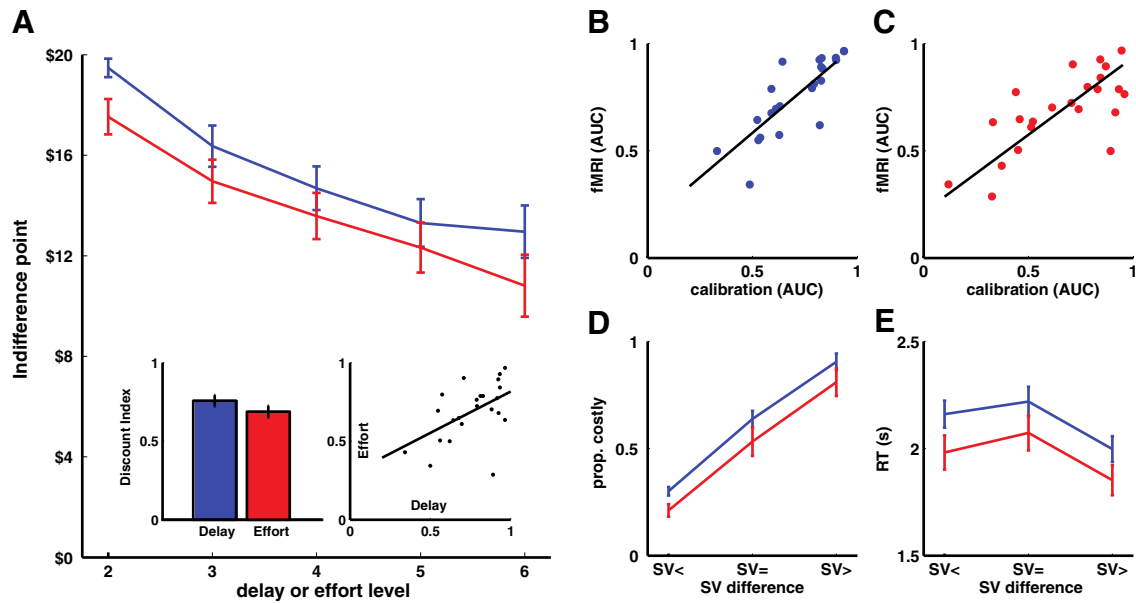 A
$20
$16
$12
$8
$4
$0
Indifference point
2 3 4 5 6
delay or effort level
1
0.5
0
Discount Index
Delay Effort
1
0.5
0
Effort
Delay
0 0.5 1
B
1
0.5
0
fMRI (AUC)
0 0.5 1
calibration (AUC)
C
1
0.5
0
fMRI (AUC)
0 0.5 1
calibration (AUC)
D
1
0.5
0
prop. costly
SV< SV= SV>
SV difference
E
2.5
2
1.5
RT (s)
SV< SV= SV>
SV difference